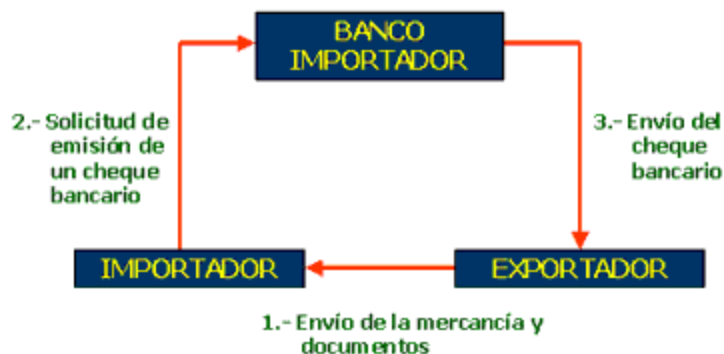 BANCO
IMPORTADOR
2.- Solicitud de
emisión de
un cheque
bancario
3.- Envío del
cheque
bancario
IMPORTADOR
EXPORTADOR
1.- Envío de la mercancía y
documentos